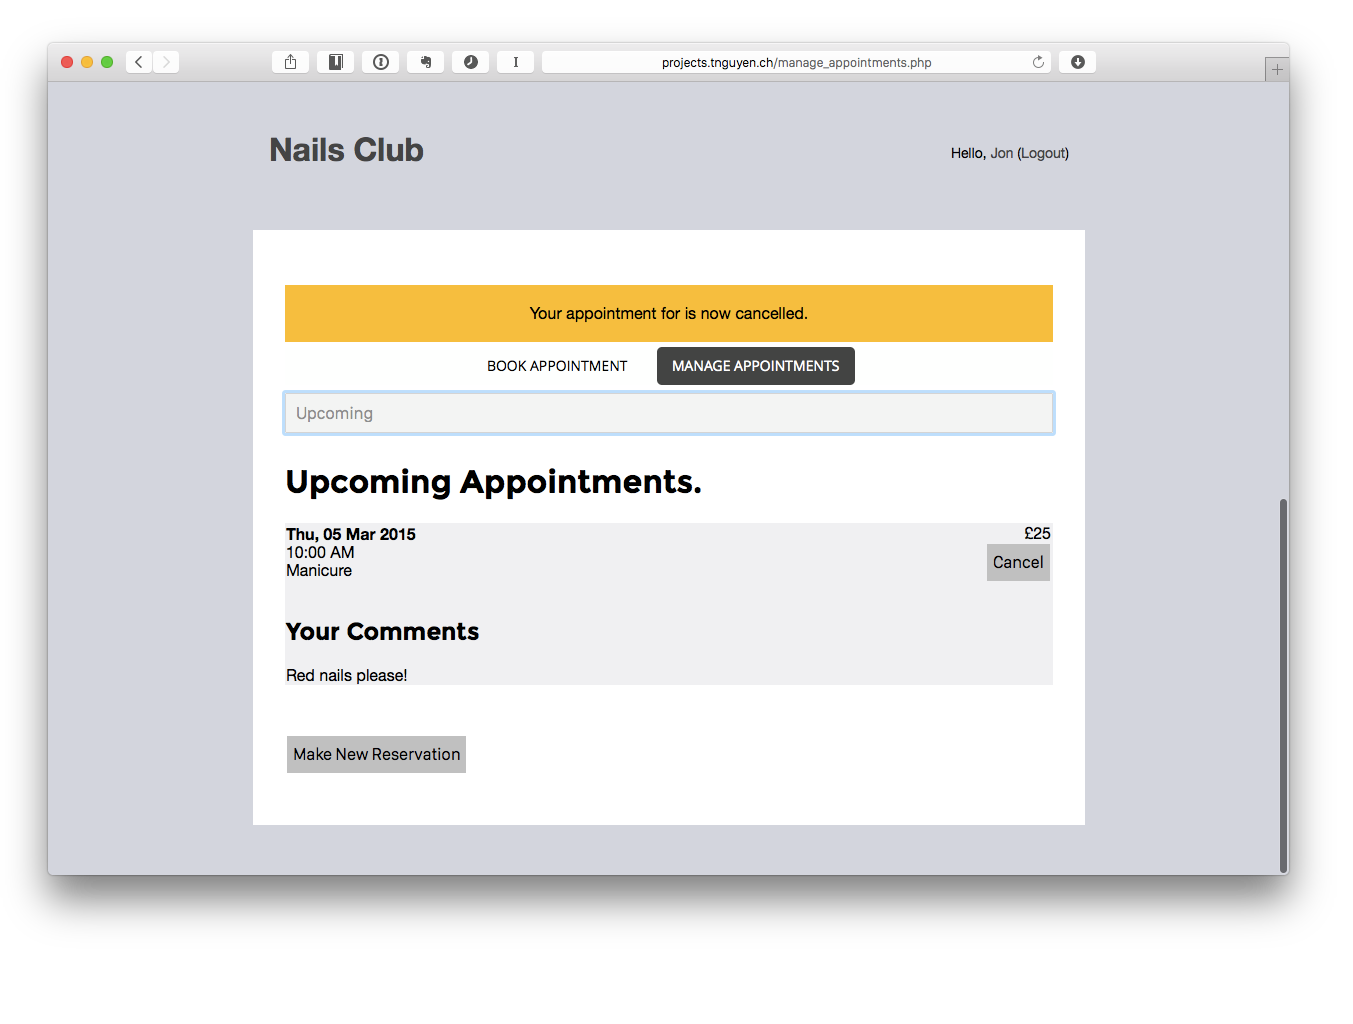 projects.tnguyen.ch/manage_appointments.php
Nails Club
Hello, Jon (Logout)
Your appointment for is now cancelled.
BOOK APPOINTMENT
MANAGE APPOINTMENTS
Upcoming
Upcoming Appointments.
Thu, 05 Mar 2015
£25
10:00 AM
Cancel
Manicure
Your Comments
Red nails please!
Make New Reservation